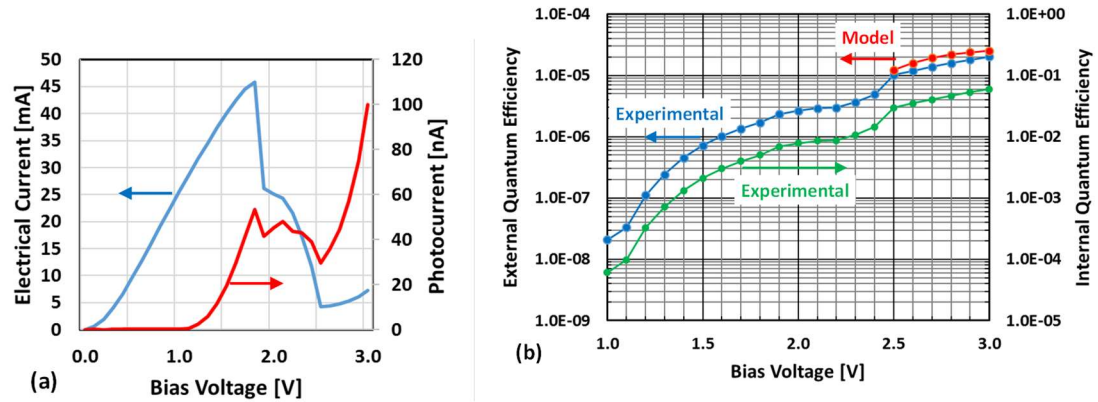 Electrical Current [mA]
50
45
40
35
30
25
20
15
10
5
0
120
100
80
60
40
20
0
Photocurrent [nA]
0.0 1.0 2.0 3.0
Bias Voltage [V]
(a)
External Quantum Efficiency
1.0E-04
1.0E-05
1.0E-06
1.0E-07
1.0E-08
1.0E-09
Model
Experimental
Experimental
1.0E+00
1.0E-01
1.0E-02
1.0E-03
1.0E-04
1.0E-05
Internal Quantum Efficiency
1.0 1.5 2.0 2.5 3.0
Bias Voltage [V]
(b)